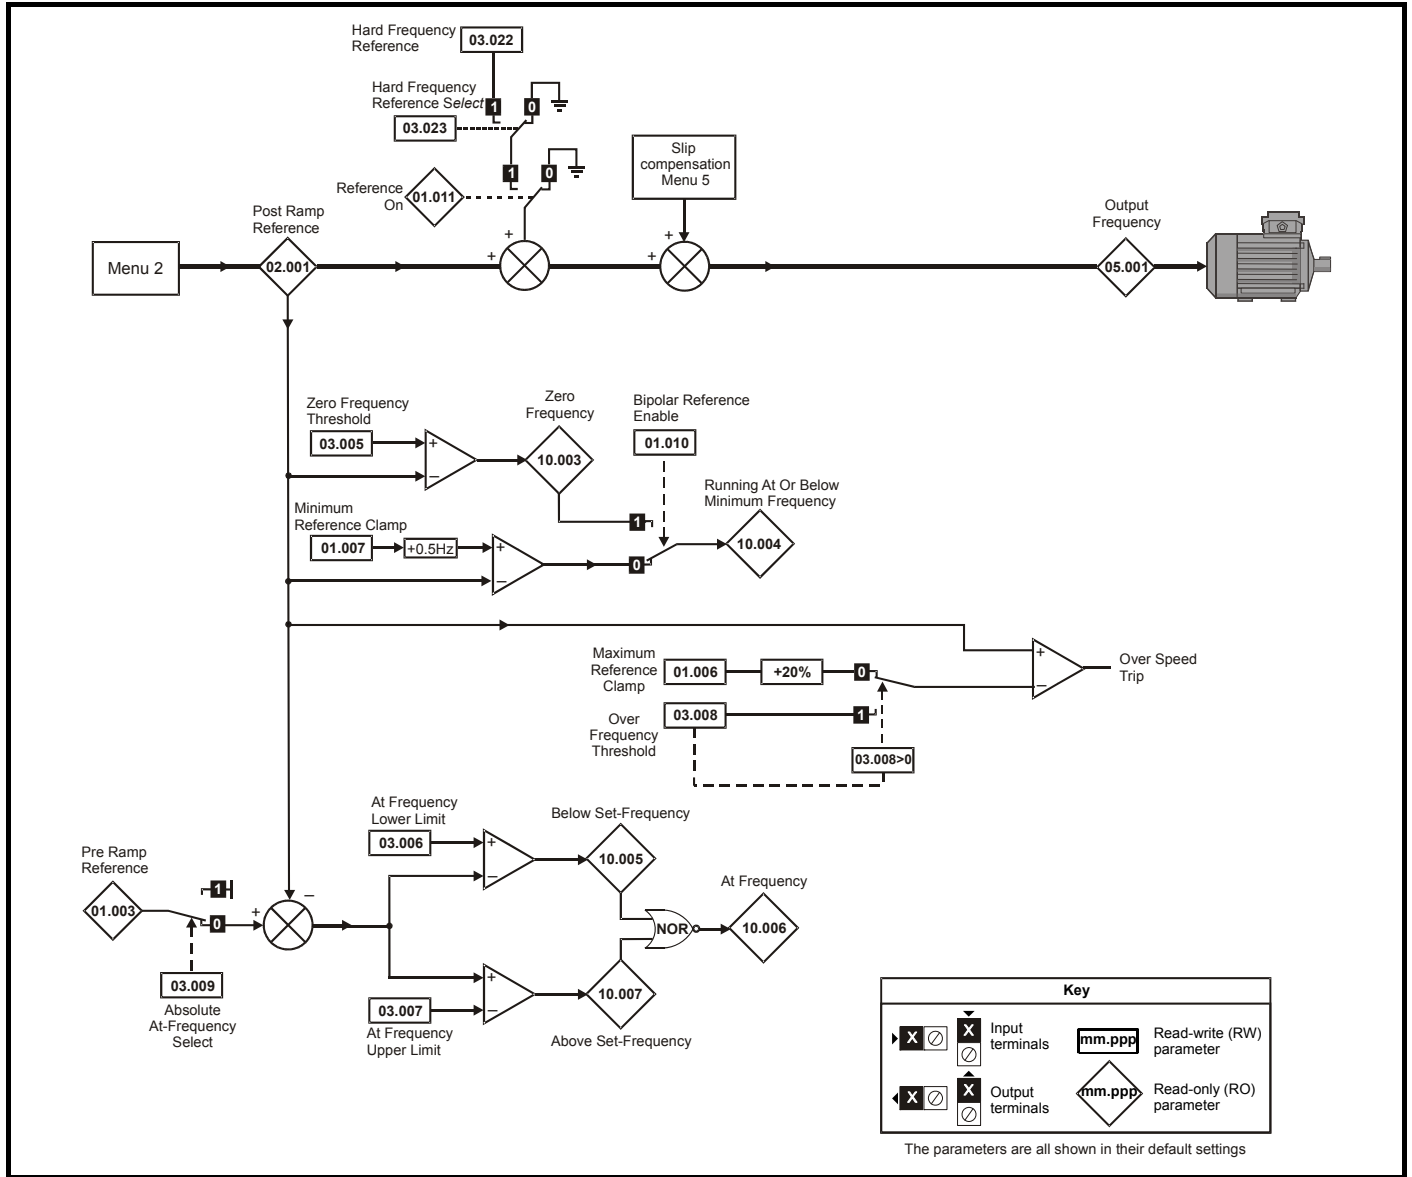 Hard Frequency
Reference
03.022
Hard Frequency
Reference Select
1
0
03.023
1
0
Reference
On
01.011
Slip
compensation
Menu 5
Post Ramp
Reference
Output
Frequency
+
+
+
+
Menu 2
02.001
05.001
Zero Frequency
Threshold
Zero
Frequency
Bipolar Reference
Enable
03.005
+
−
10.003
01.010
Running At Or Below
Minimum Frequency
Minimum
Reference Clamp
01.007
+0.5Hz
+
−
1
0
10.004
Maximum
Reference
Clamp
01.006
+20%
0
+
−
Over Speed
Trip
Over
Frequency
Threshold
03.008
1
03.008>0
At Frequency
Lower Limit
03.006
+
−
Below Set-Frequency
10.005
Pre Ramp
Reference
01.003
1
0
+
−
At Frequency
NOR
10.006
03.009
Absolute
At-Frequency
Select
03.007
+
−
At Frequency
Upper Limit
10.007
Above Set-Frequency
Key
X
X
Input
terminals
mm.ppp
Read-write (RW)
parameter
X
X
Output
terminals
mm.ppp
Read-only (RO)
parameter
The parameters are all shown in their default settings